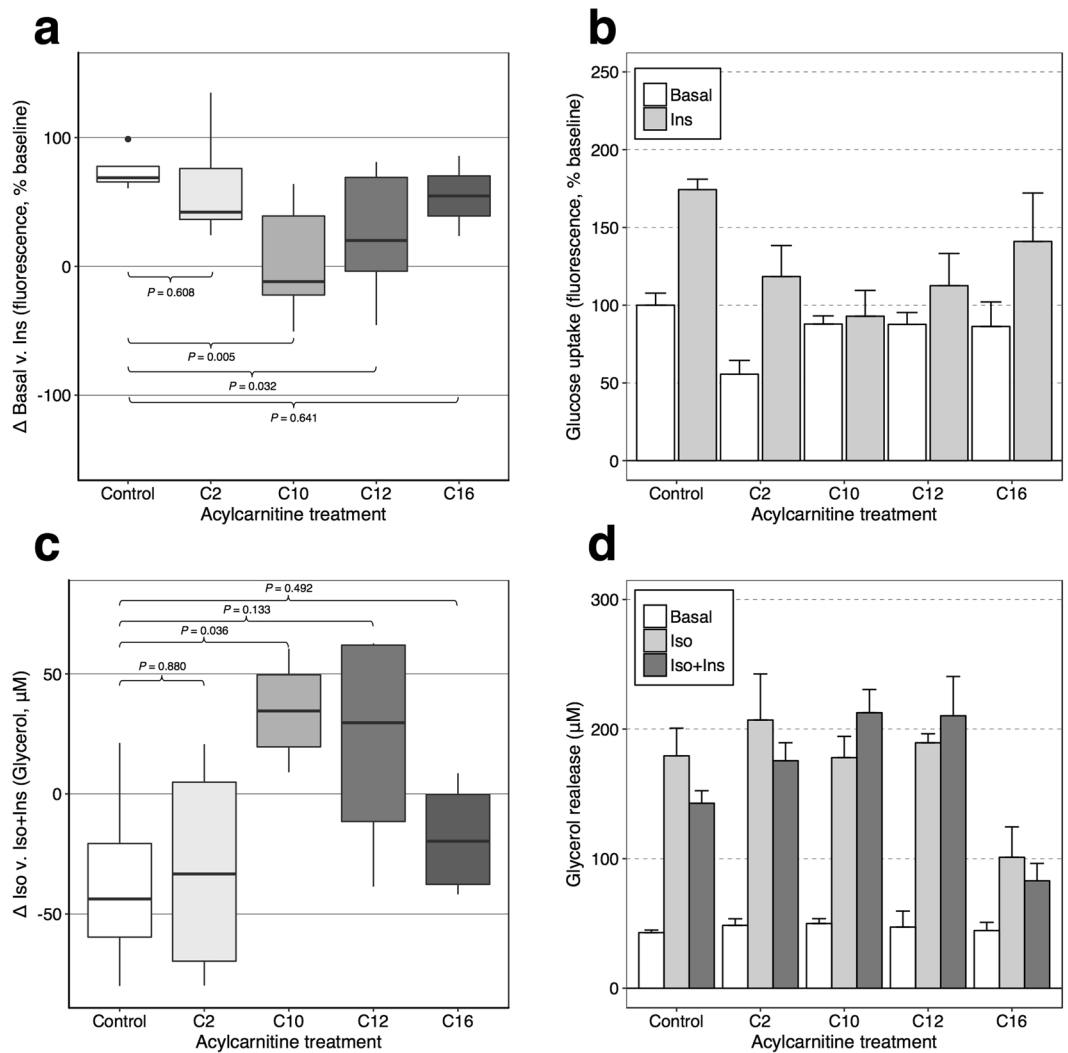 a
Δ Basal v. Ins (fluorescence, % baseline)
100
0
-100
P = 0.608
P = 0.005
P = 0.032
P = 0.641
Control
C2
C10
C12
C16
Acylcarnitine treatment
b
Glucose uptake (fluorescence, % baseline)
250
200
150
100
50
0
Basal
Ins
Control
C2
C10
C12
C16
Acylcarnitine treatment
c
Δ Iso v. Iso+Ins (Glycerol, µM)
50
0
-50
P = 0.492
P = 0.133
P = 0.036
P = 0.880
Control
C2
C10
C12
C16
Acylcarnitine treatment
d
Glycerol realease (µM)
300
200
100
0
Basal
Iso
Iso+Ins
Control
C2
C10
C12
C16
Acylcarnitine treatment